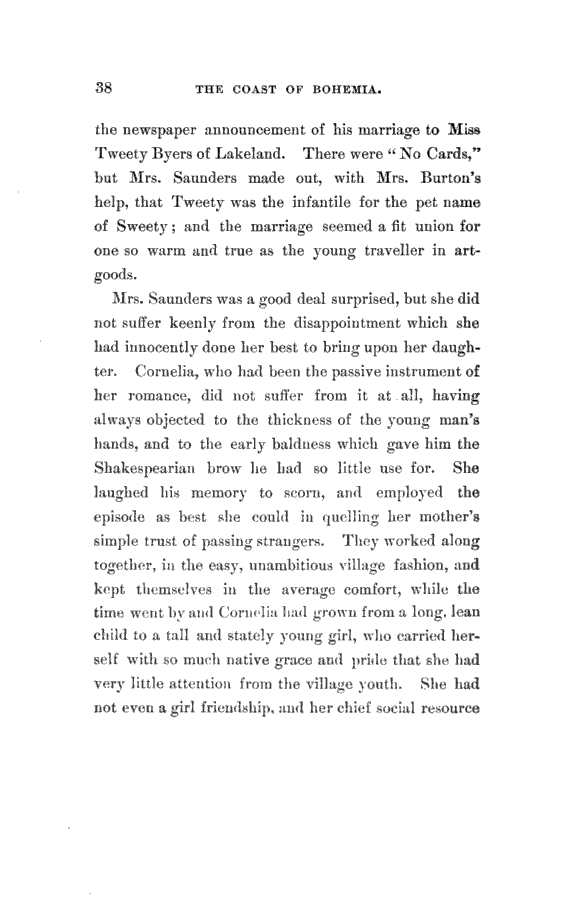 38 THE COAST OF BOHEMIA.
the newspaper announcement of his marriage to Miss
Tweety Byers of Lakeland. There were “No Cards,”
but Mrs. Saunders made out, with Mrs. Burton's
help, that Tweety was the infantile for the pet name
of Sweety; and the marriage seemed a fit union for
one so warm and true as the young traveller in art-
goods.
Mrs. Saunders was a good deal surprised, but she did
not suffer keenly from the disappointment which she
had innocently done her best to bring upon her daugh-
ter. Cornelia, who had been the passive instrument of
her romance, did not suffer from it at all, having
always objected to the thickness of the young man's
hands, and to the early baldness which gave him the
Shakespearian brow he had so little use for. She
laughed his memory to scorn, and employed the
episode as best she could in quelling her mother's
simple trust of passing strangers. They worked along
together, in the easy, unambitious village fashion, and
kept themselves in the average comfort, while the
time went by and Cornelia had grown from a long, lean
child to a tall and stately young girl, who carried her-
self with so much native grace and pride that she had
very little attention from the village youth. She had
not even a girl friendship, and her chief social resource